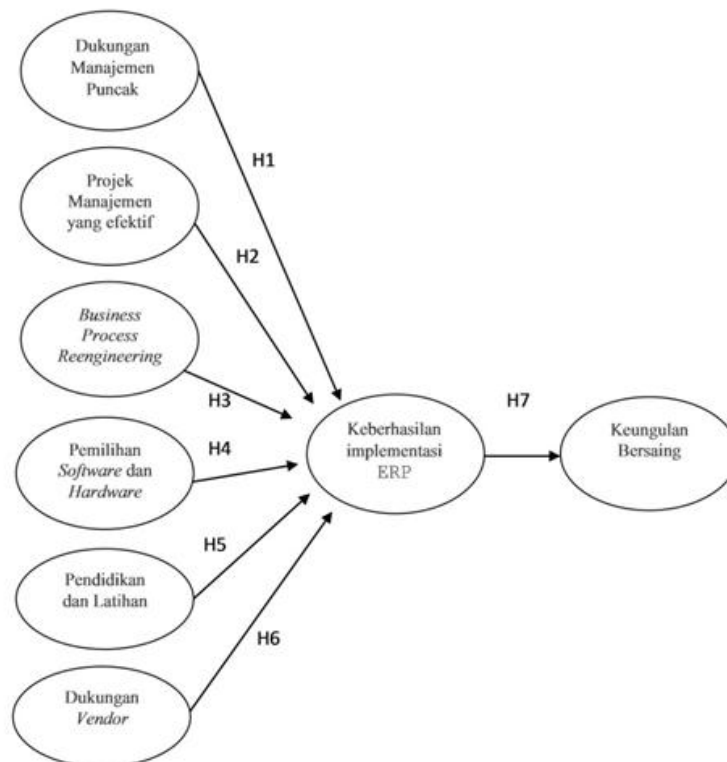 Dukungan
Manajemen
Puncak
H1
Projek
Manajemen
yang efektif
H2
Business
Process
Reengineering
H3
Pemilihan
Software dan
Hardware
H4
Pendidikan
dan Latihan
H5
Dukungan
Vendor
H6
Keberhasilan
implementasi
ERP
H7
Keungulan
Bersaing